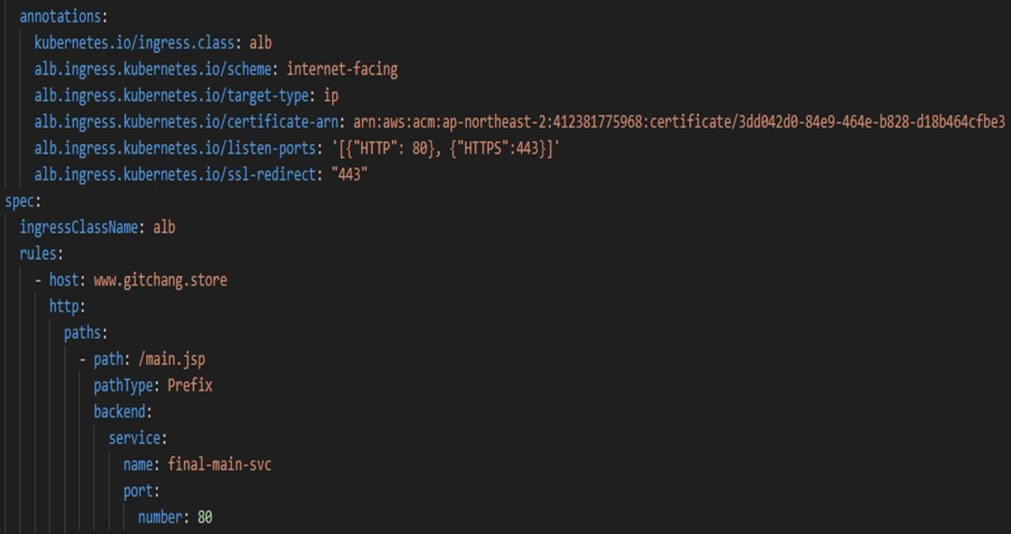 annotations:
kubernetes.io/ingress.class: alb
alb.ingress.kubernetes.io/scheme: internet-facing
alb.ingress.kubernetes.io/target-type: ip
alb.ingress.kubernetes.io/certificate-arn: arn:aws:acm:ap-northeast-2:412381775968:certificate/3dd042d0-84e9-464e-b828-d18b464cfbe3
alb.ingress.kubernetes.io/listen-ports: '[{"HTTP": 80}, {"HTTPS":443}]'
alb.ingress.kubernetes.io/ssl-redirect: "443"
spec:
ingressClassName: alb
rules:
- host: www.gitchang.store
http:
paths:
- path: /main.jsp
pathType: Prefix
backend:
service:
name: final-main-svc
port:
number: 80